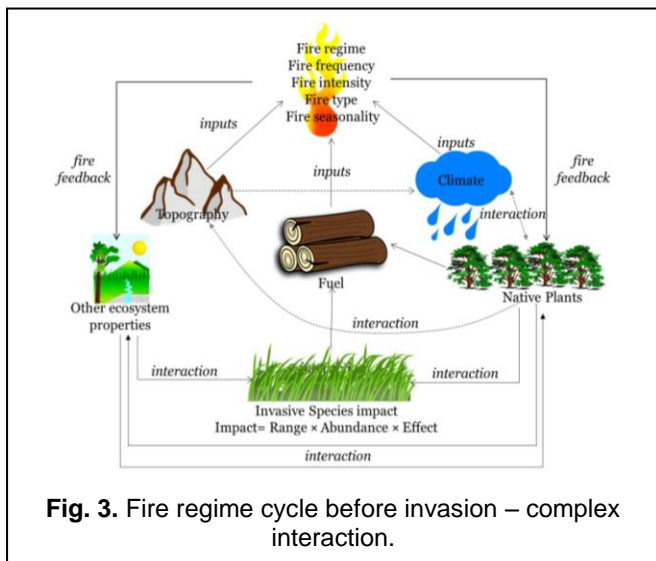 Fire regime
Fire frequency
Fire intensity
Fire type
Fire seasonality
inputs
inputs
inputs
fire
feedback
fire
feedback
Topography
Climate
interaction
Fuel
Native Plants
Other ecosystem
properties
interaction
interaction
interaction
Invasive Species impact
Impact= Range × Abundance × Effect
interaction
Fig. 3. Fire regime cycle before invasion – complex
interaction.